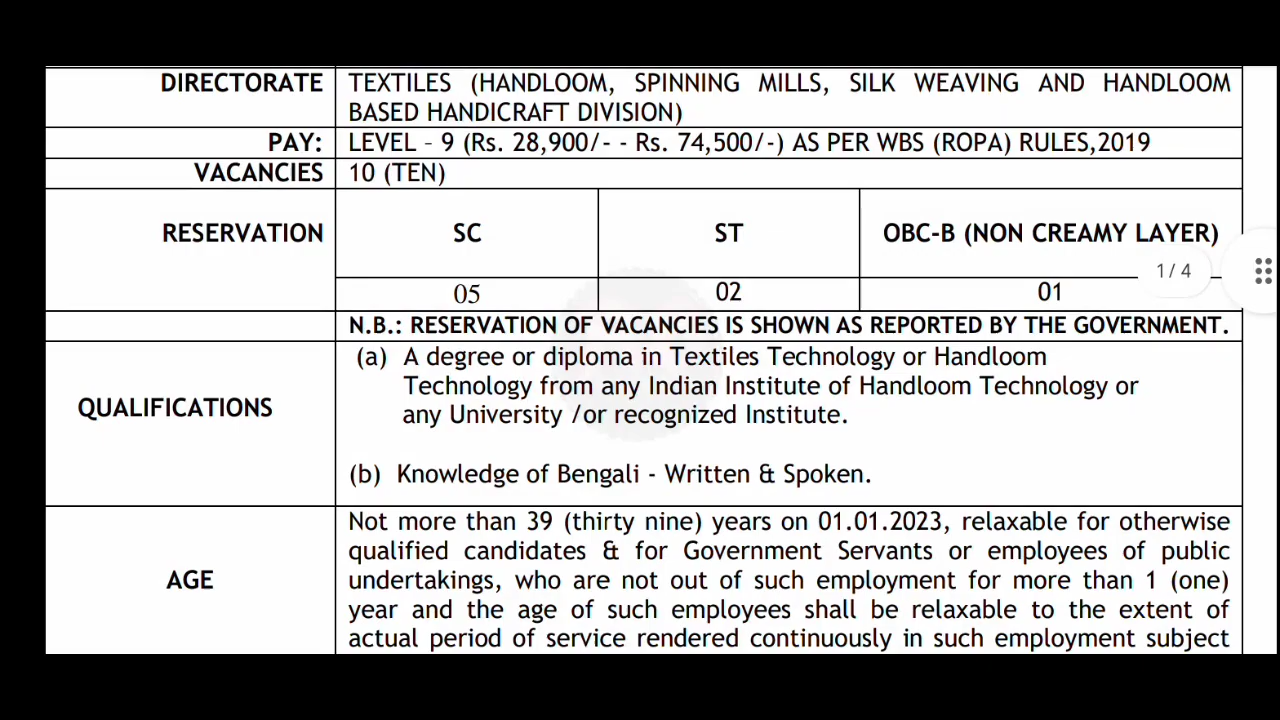 DIRECTORATE TEXTILES (HANDLOOM, SPINNING MILLS, SILK WEAVING AND HANDLOOM
BASED HANDICRAFT DIVISION)
PAY: LEVEL - 9 (Rs. 28,900/- - Rs. 74,500/-) AS PER WBS (ROPA) RULES,2019
VACANCIES 10 (TEN)
RESERVATION SC ST OBC-B (NON CREAMY LAYER)
1 / 4
05 02 01
N.B.: RESERVATION OF VACANCIES IS SHOWN AS REPORTED BY THE GOVERNMENT.
QUALIFICATIONS
(a) A degree or diploma in Textiles Technology or Handloom
Technology from any Indian Institute of Handloom Technology or
any University /or recognized Institute.
(b) Knowledge of Bengali - Written & Spoken.
AGE
Not more than 39 (thirty nine) years on 01.01.2023, relaxable for otherwise
qualified candidates & for Government Servants or employees of public
undertakings, who are not out of such employment for more than 1 (one)
year and the age of such employees shall be relaxable to the extent of
actual period of service rendered continuously in such employment subject